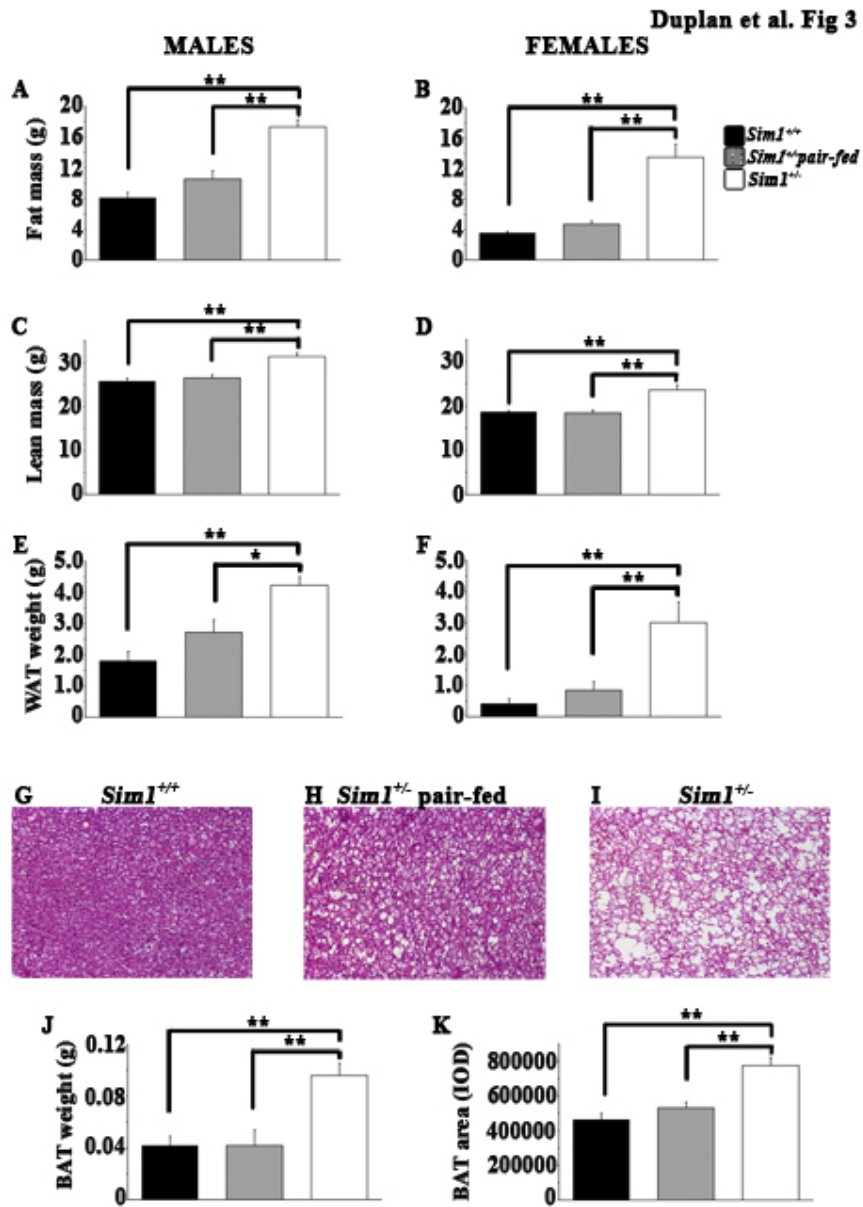 Duplan et al. Fig 3
MALES
FEMALES
A
Fat mass (g)
20
16
12
8
4
0
**
**
B
20
16
12
8
4
0
**
**
Sim1+/+
Sim1+/- pair-fed
Sim1+/-
C
Lean mass (g)
30
20
10
0
**
**
D
30
20
10
0
**
**
E
WAT weight (g)
5.0
4.0
3.0
2.0
1.0
0
**
*
F
5.0
4.0
3.0
2.0
1.0
0
**
**
G Sim1+/+
H Sim1+/- pair-fed
I Sim1+/-
J
BAT weight (g)
0.12
0.08
0.04
0
**
**
K
BAT area (IOD)
800000
600000
400000
200000
0
**
**